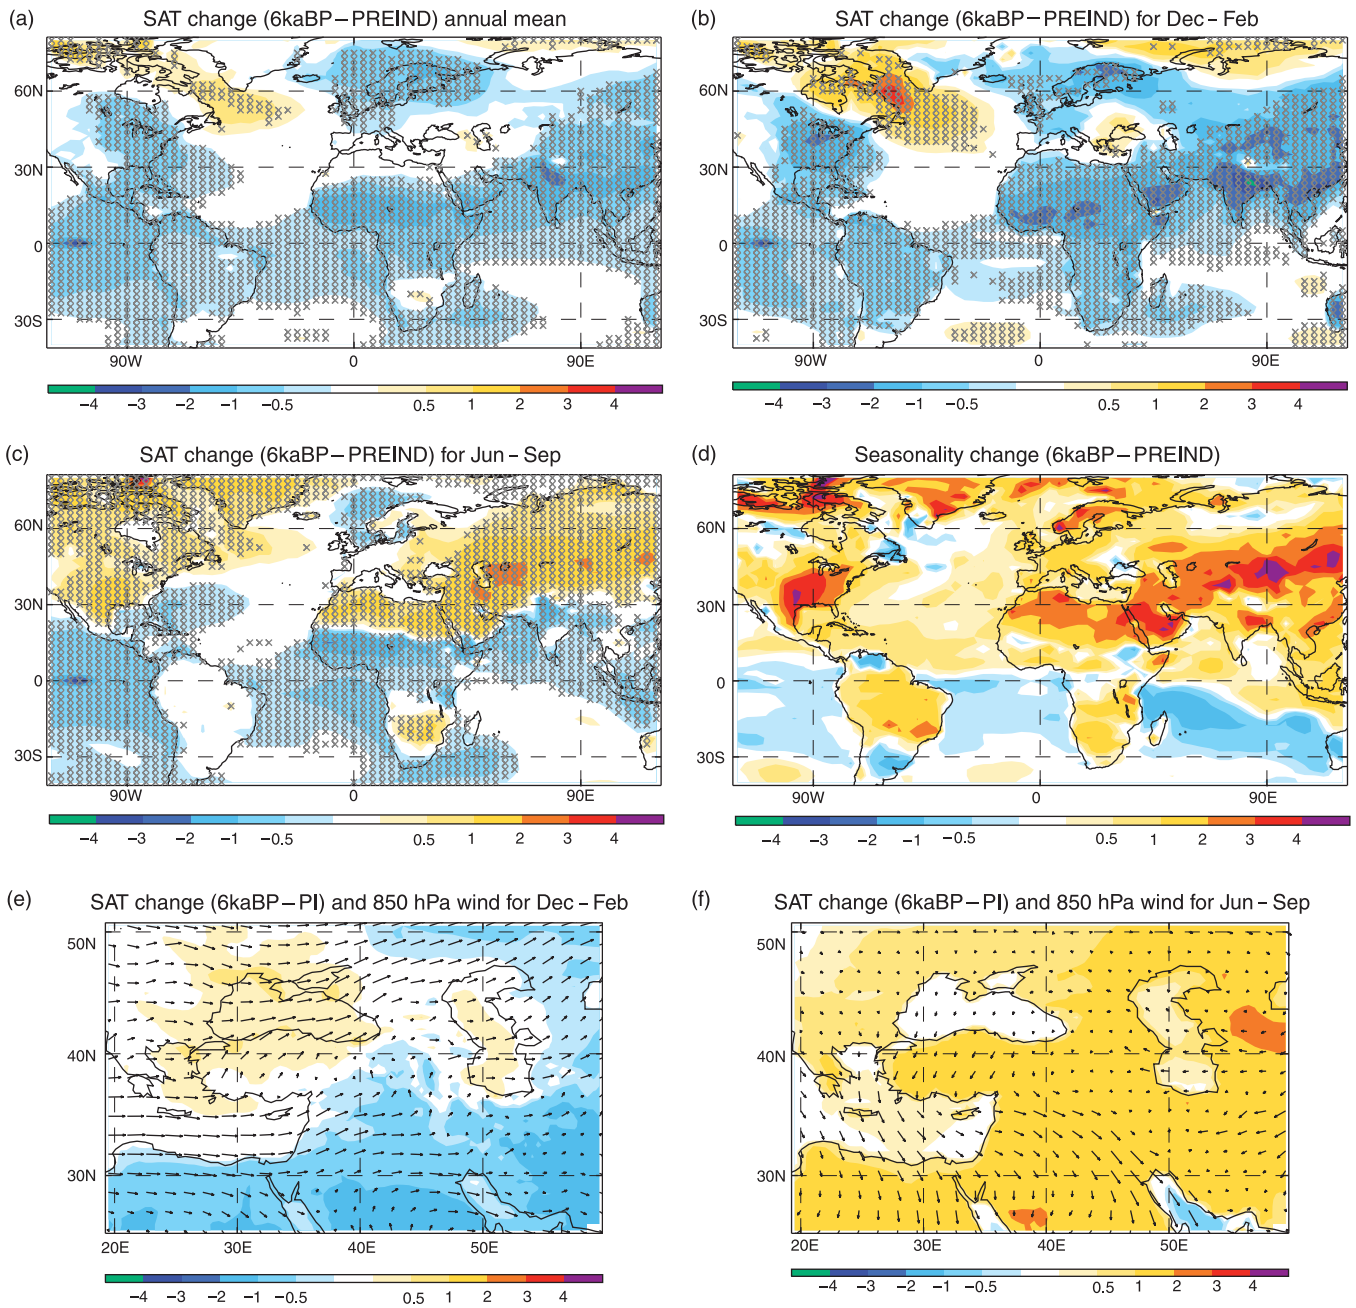 (a) SAT change (6kaBP−PREIND) annual mean
60N
30N
0
30S
90W 0 90E
−4 −3 −2 −1 −0.5 0.5 1 2 3 4
(b) SAT change (6kaBP−PREIND) for Dec−Feb
60N
30N
0
30S
90W 0 90E
−4 −3 −2 −1 −0.5 0.5 1 2 3 4
(c) SAT change (6kaBP−PREIND) for Jun−Sep
60N
30N
0
30S
90W 0 90E
−4 −3 −2 −1 −0.5 0.5 1 2 3 4
(d) Seasonality change (6kaBP−PREIND)
60N
30N
0
30S
90W 0 90E
−4 −3 −2 −1 −0.5 0.5 1 2 3 4
(e) SAT change (6kaBP−PI) and 850 hPa wind for Dec−Feb
50N
40N
30N
20E 30E 40E 50E
−4 −3 −2 −1 −0.5 0.5 1 2 3 4
(f) SAT change (6kaBP−PI) and 850 hPa wind for Jun−Sep
50N
40N
30N
20E 30E 40E 50E
−4 −3 −2 −1 −0.5 0.5 1 2 3 4